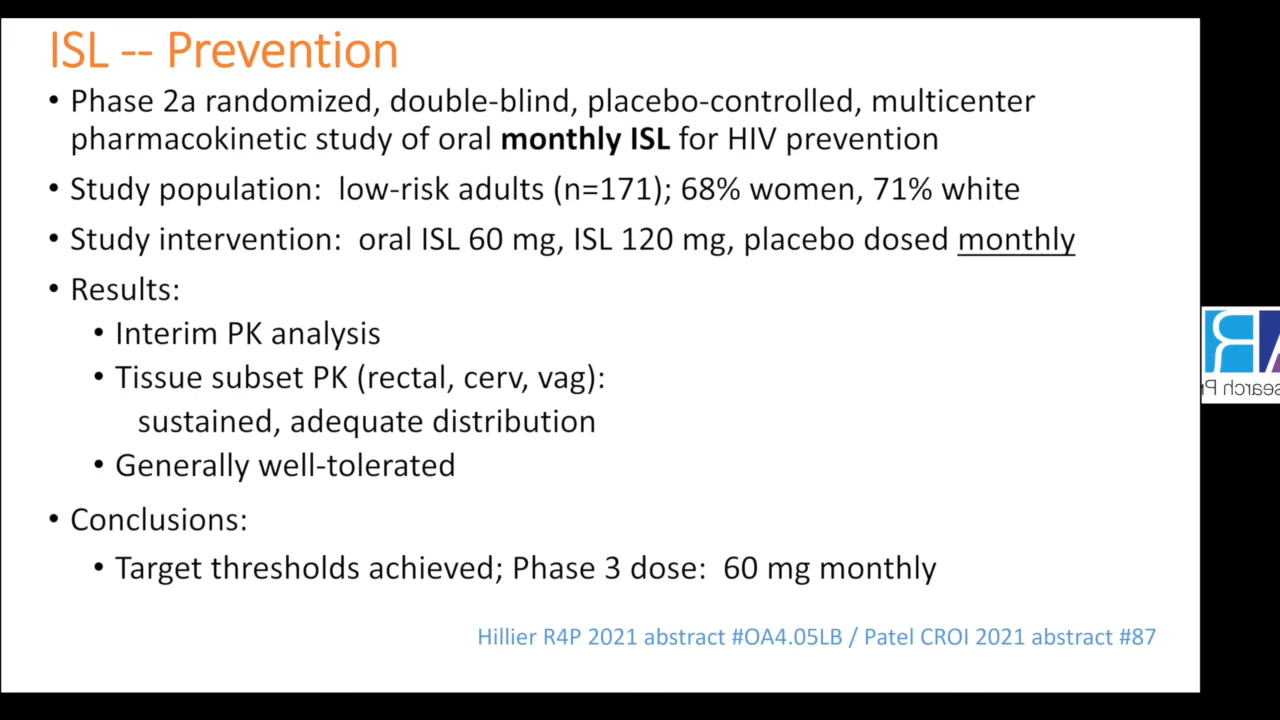 ISL -- Prevention
• Phase 2a randomized, double-blind, placebo-controlled, multicenter
pharmacokinetic study of oral monthly ISL for HIV prevention
• Study population: low-risk adults (n=171); 68% women, 71% white
• Study intervention: oral ISL 60 mg, ISL 120 mg, placebo dosed monthly
• Results:
• Interim PK analysis
• Tissue subset PK (rectal, cerv, vag):
sustained, adequate distribution
• Generally well-tolerated
• Conclusions:
• Target thresholds achieved; Phase 3 dose: 60 mg monthly
Hillier R4P 2021 abstract #OA4.05LB / Patel CROI 2021 abstract #87